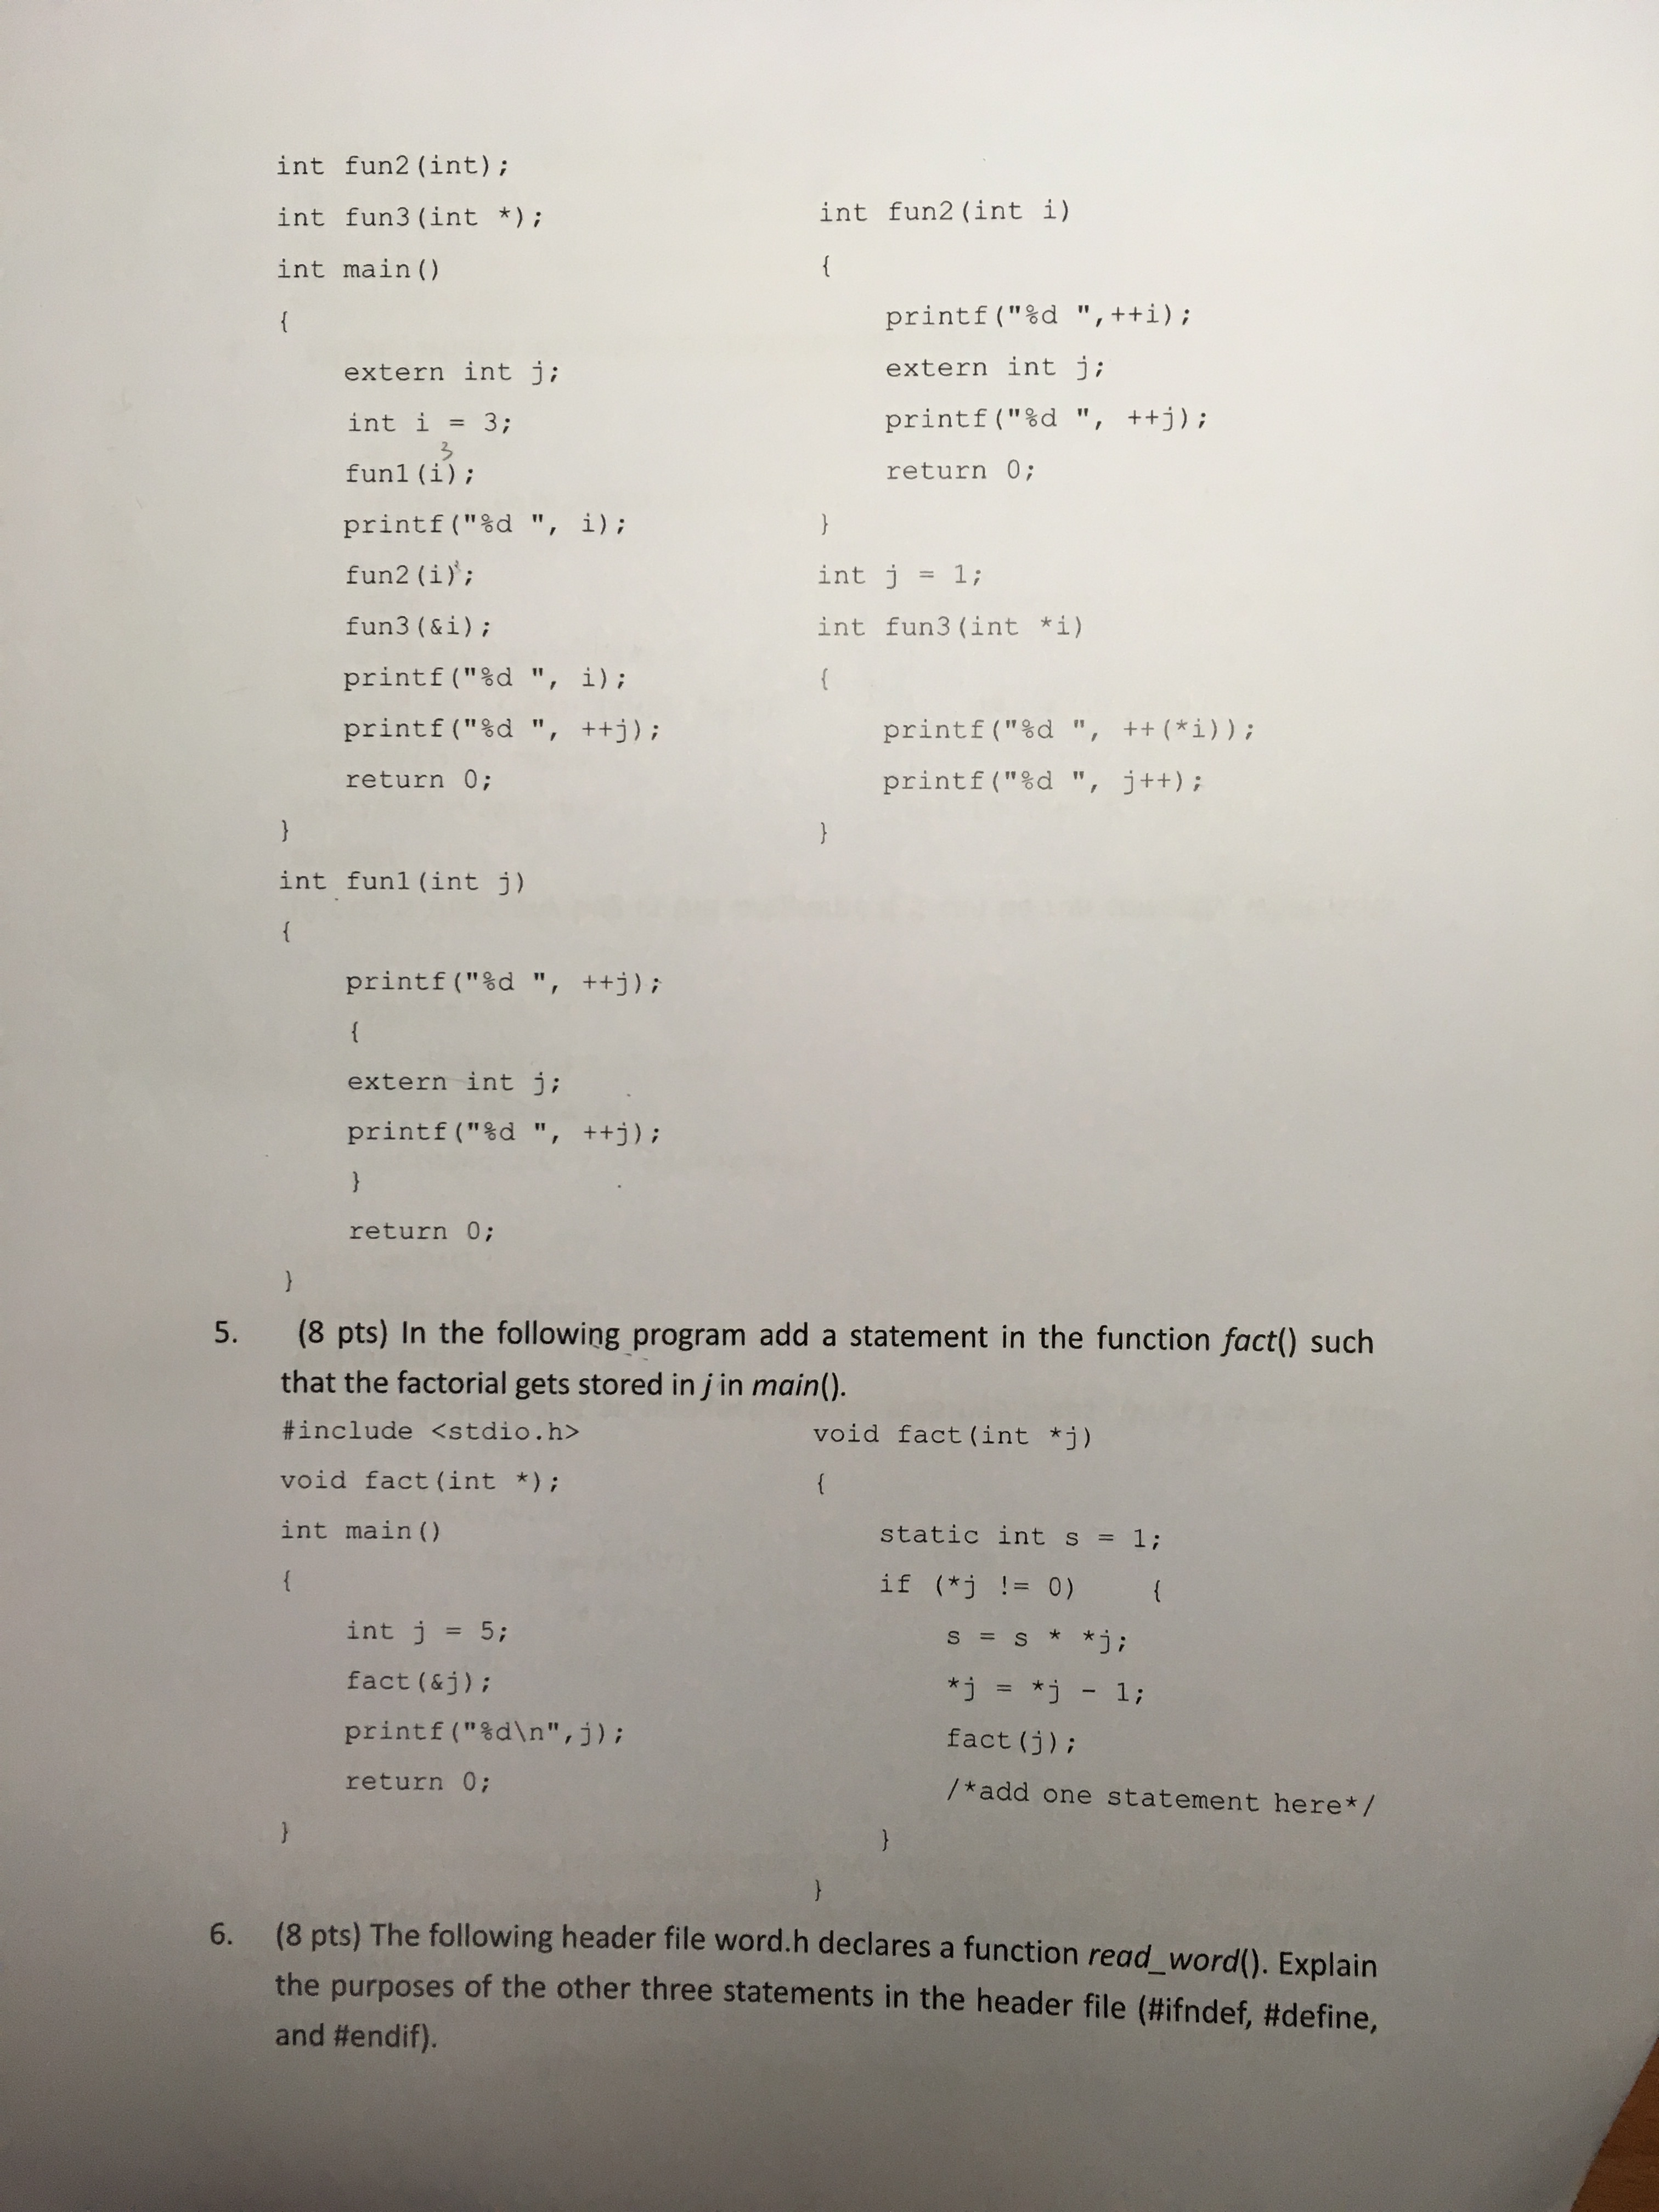 int fun2(int);
int fun3(int *);
int main()
{
extern int j;
int i = 3;
3
fun1(i);
printf("%d ", i);
fun2(i);
fun3(&i);
printf("%d ", i);
printf("%d ", ++j);
return 0;
}
int fun1(int j)
{
printf("%d ", ++j);
{
extern int j;
printf("%d ", ++j);
}
return 0;
}
int fun2(int i)
{
printf("%d ",++i);
extern int j;
printf("%d ", ++j);
return 0;
}
int j = 1;
int fun3(int *i)
{
printf("%d ", ++(*i));
printf("%d ", j++);
}
5. (8 pts) In the following program add a statement in the function fact() such
that the factorial gets stored in j in main().
#include <stdio.h>
void fact(int *);
int main()
{
int j = 5;
fact(&j);
printf("%d\n",j);
return 0;
}
void fact(int *j)
{
static int s = 1;
if (*j != 0) {
s = s * *j;
*j = *j - 1;
fact(j);
/*add one statement here*/
}
}
6. (8 pts) The following header file word.h declares a function read_word(). Explain
the purposes of the other three statements in the header file (#ifndef, #define,
and #endif).